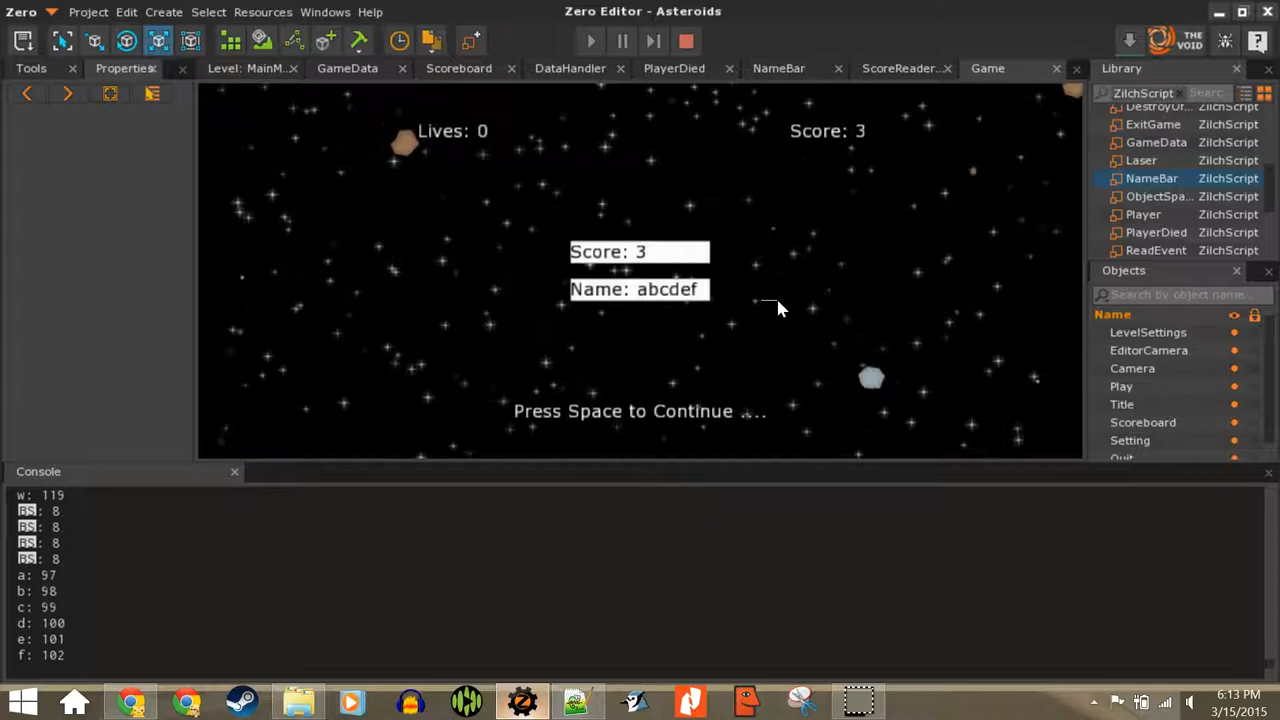 Zero Project Edit Create Select Resources Windows Help Zero Editor - Asteroids
THE VOID
Tools Properties Level: MainM... GameData Scoreboard DataHandler PlayerDied NameBar ScoreReader... Game Library
ZilchScript Searc
DestroyOf... ZilchScript
ExitGame ZilchScript
GameData ZilchScript
Laser ZilchScript
NameBar ZilchScript
ObjectSpa... ZilchScript
Player ZilchScript
PlayerDied ZilchScript
ReadEvent ZilchScript
Lives: 0 Score: 3
Score: 3
Name: abcdef
Press Space to Continue ....
Objects
Search by object name...
Name
LevelSettings
EditorCamera
Camera
Play
Title
Scoreboard
Setting
Quit
Console
w: 119
BS: 8
BS: 8
BS: 8
BS: 8
a: 97
b: 98
c: 99
d: 100
e: 101
f: 102
6:13 PM
3/15/2015